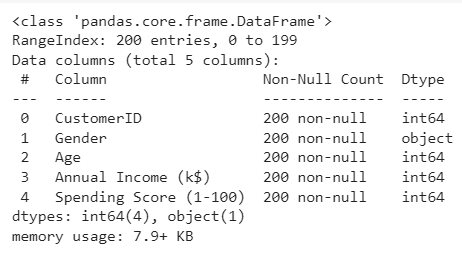 <class 'pandas.core.frame.DataFrame'>
RangeIndex: 200 entries, 0 to 199
Data columns (total 5 columns):
 #   Column                  Non-Null Count  Dtype
---  ------                  --------------  -----
 0   CustomerID              200 non-null    int64
 1   Gender                  200 non-null    object
 2   Age                     200 non-null    int64
 3   Annual Income (k$)      200 non-null    int64
 4   Spending Score (1-100)  200 non-null    int64
dtypes: int64(4), object(1)
memory usage: 7.9+ KB